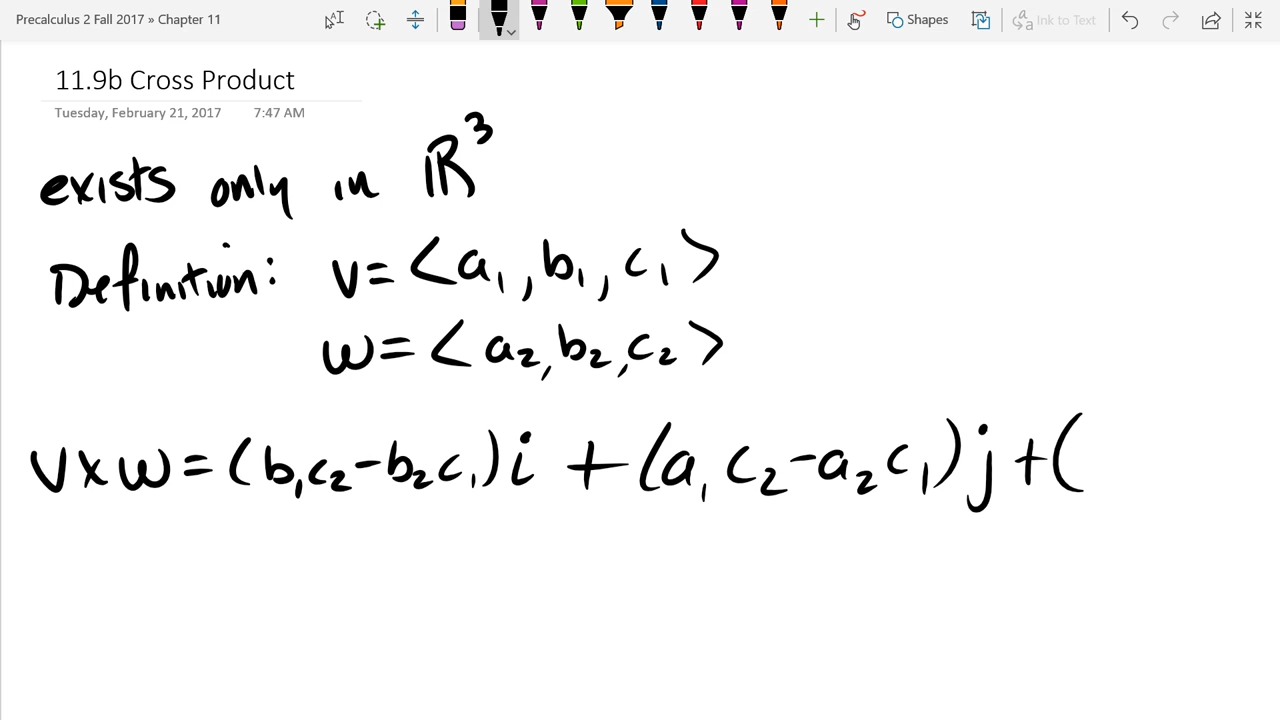 Precalculus 2 Fall 2017 » Chapter 11
Shapes
Ink to Text
11.9b Cross Product
Tuesday, February 21, 2017 7:47 AM
exists only in ℝ³
Definition: v=<a₁,b₁,c₁>
w=<a₂,b₂,c₂>
v×w=(b₁c₂-b₂c₁)i+(a₁c₂-a₂c₁)j+(